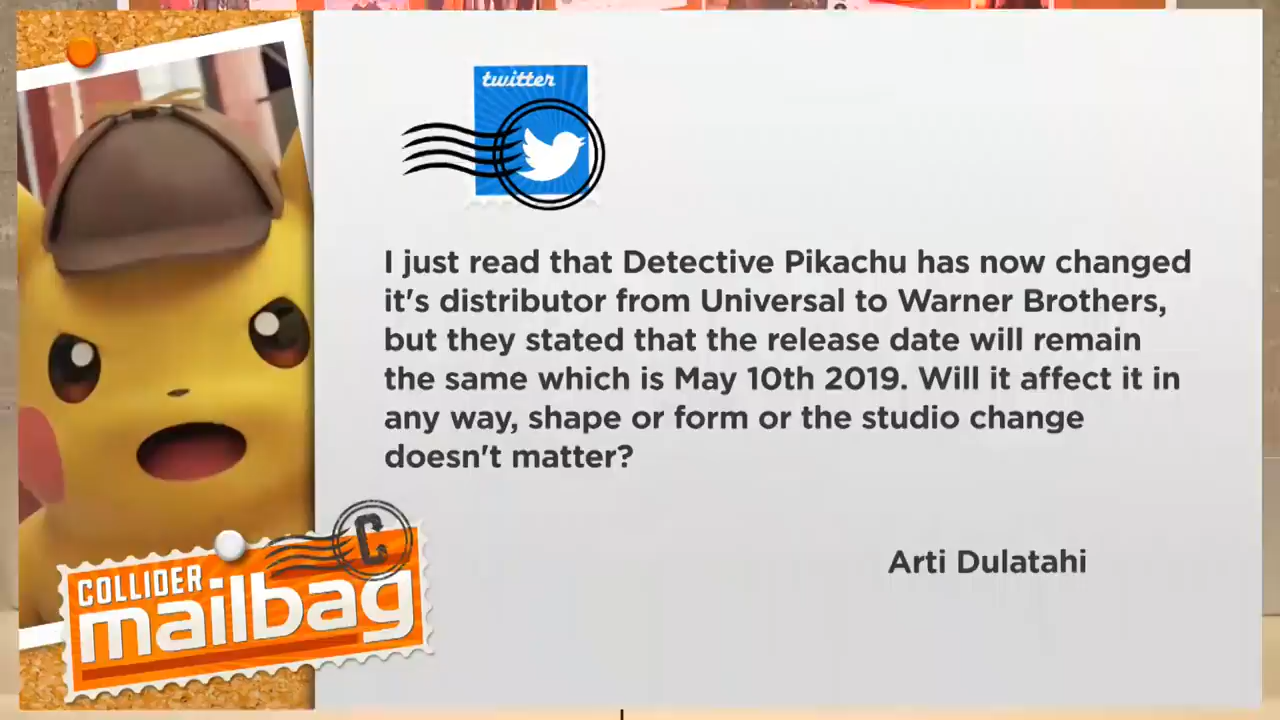 twitter
I just read that Detective Pikachu has now changed
it's distributor from Universal to Warner Brothers,
but they stated that the release date will remain
the same which is May 10th 2019. Will it affect it in
any way, shape or form or the studio change
doesn't matter?
Arti Dulatahi
C
COLLIDER
mailbag